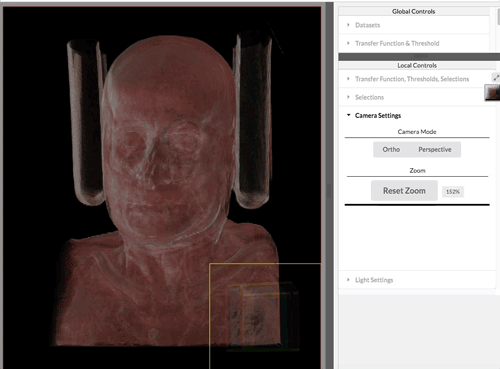 Global Controls
Datasets
Transfer Function & Threshold
Local Controls
Transfer Function, Thresholds, Selections
Selections
Camera Settings
Camera Mode
Ortho Perspective
Zoom
Reset Zoom 152%
Light Settings